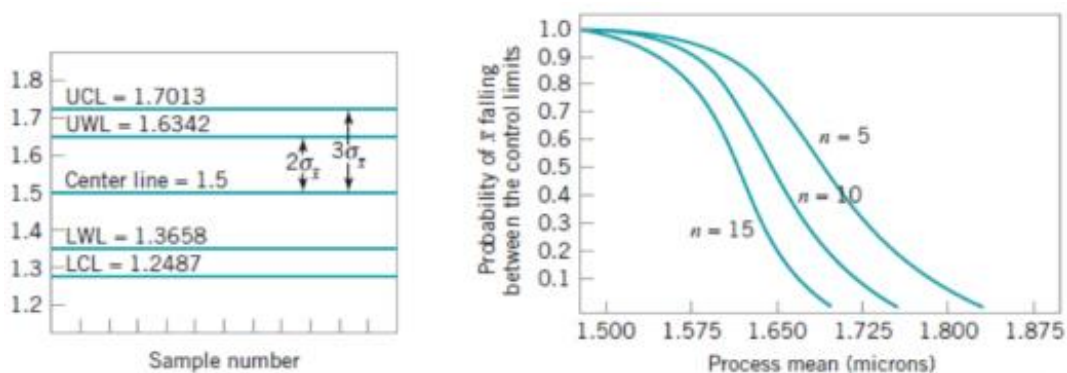 1.8
UCL = 1.7013
1.7
UWL = 1.6342
1.6
2σx̄
3σx̄
Center line = 1.5
1.5
1.4
LWL = 1.3658
1.3
LCL = 1.2487
1.2
Sample number
Probability of x̄ falling
between the control limits
1.0
0.9
0.8
0.7
0.6
0.5
0.4
0.3
0.2
0.1
n = 5
n = 10
n = 15
1.500 1.575 1.650 1.725 1.800 1.875
Process mean (microns)